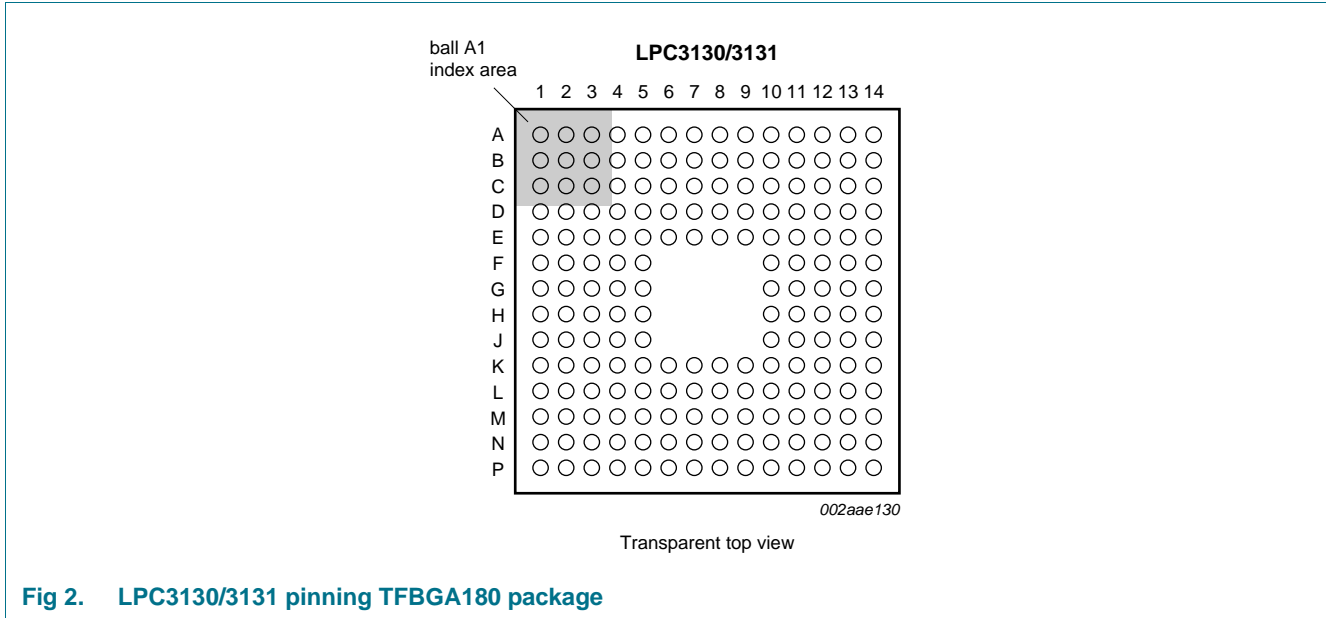 ball A1
index area
LPC3130/3131
1 2 3 4 5 6 7 8 9 10 11 12 13 14
A
B
C
D
E
F
G
H
J
K
L
M
N
P
002aae130
Transparent top view
Fig 2. LPC3130/3131 pinning TFBGA180 package